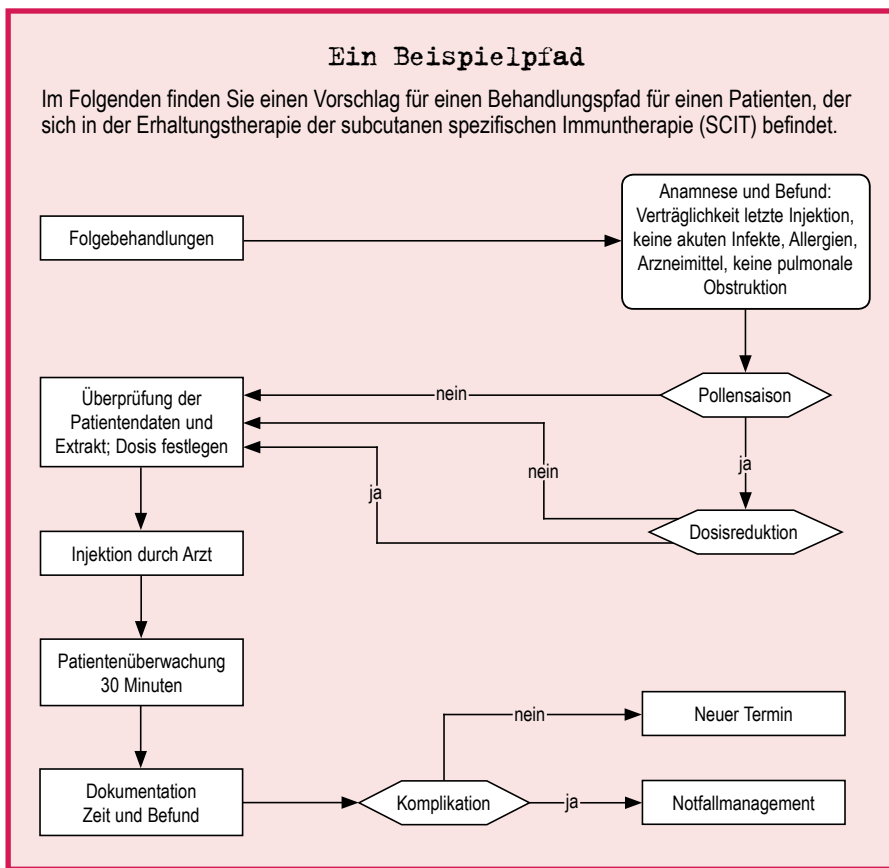 Ein Beispielpfad
Im Folgenden finden Sie einen Vorschlag für einen Behandlungspfad für einen Patienten, der
sich in der Erhaltungstherapie der subcutanen spezifischen Immuntherapie (SCIT) befindet.
Folgebehandlungen
Anamnese und Befund:
Verträglichkeit letzte Injektion,
keine akuten Infekte, Allergien,
Arzneimittel, keine pulmonale
Obstruktion
Pollensaison
nein
ja
Überprüfung der
Patientendaten und
Extrakt; Dosis festlegen
Dosisreduktion
nein
ja
Injektion durch Arzt
Patientenüberwachung
30 Minuten
Dokumentation
Zeit und Befund
Komplikation
nein
Neuer Termin
ja
Notfallmanagement